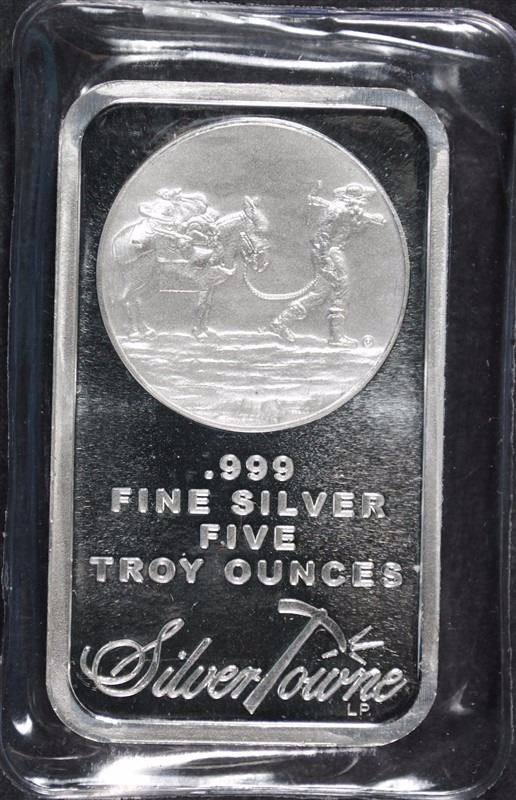 .999
FINE SILVER
FIVE
TROY OUNCES
SilverTowne
LP